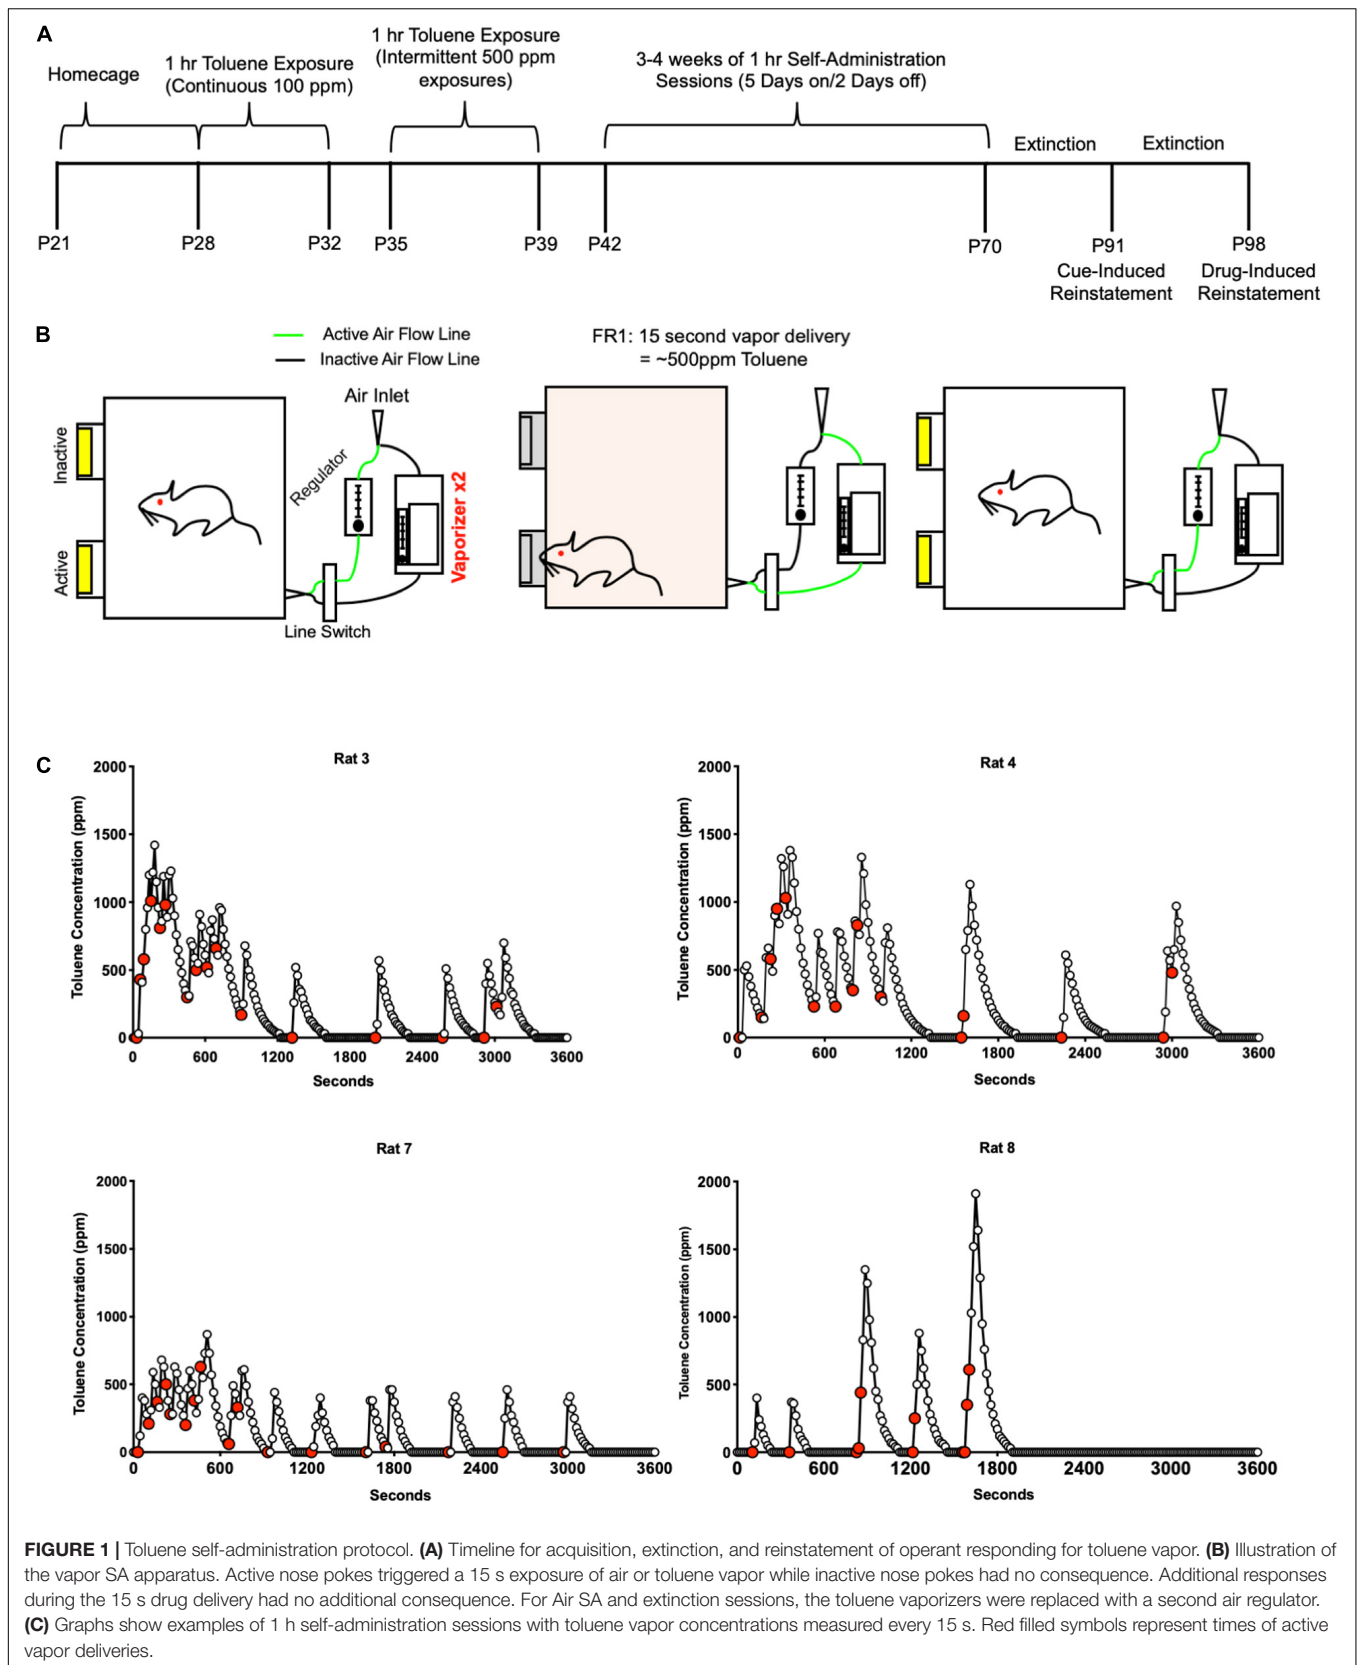 A
Homecage
1 hr Toluene Exposure
(Continuous 100 ppm)
1 hr Toluene Exposure
(Intermittent 500 ppm
exposures)
3-4 weeks of 1 hr Self-Administration
Sessions (5 Days on/2 Days off)
Extinction
Extinction
P21
P28
P32
P35
P39
P42
P70
P91
P98
Cue-Induced
Reinstatement
Drug-Induced
Reinstatement
B
Active Air Flow Line
Inactive Air Flow Line
FR1: 15 second vapor delivery
= ~500ppm Toluene
Air Inlet
Inactive
Active
Regulator
Vaporizer x2
Line Switch
C
Rat 3
Toluene Concentration (ppm)
2000
1500
1000
500
0
0 600 1200 1800 2400 3000 3600
Seconds
Rat 4
Toluene Concentration (ppm)
2000
1500
1000
500
0
0 600 1200 1800 2400 3000 3600
Seconds
Rat 7
Toluene Concentration (ppm)
2000
1500
1000
500
0
0 600 1200 1800 2400 3000 3600
Seconds
Rat 8
Toluene Concentration (ppm)
2000
1500
1000
500
0
0 600 1200 1800 2400 3000 3600
Seconds
FIGURE 1 | Toluene self-administration protocol. (A) Timeline for acquisition, extinction, and reinstatement of operant responding for toluene vapor. (B) Illustration of
the vapor SA apparatus. Active nose pokes triggered a 15 s exposure of air or toluene vapor while inactive nose pokes had no consequence. Additional responses
during the 15 s drug delivery had no additional consequence. For Air SA and extinction sessions, the toluene vaporizers were replaced with a second air regulator.
(C) Graphs show examples of 1 h self-administration sessions with toluene vapor concentrations measured every 15 s. Red filled symbols represent times of active
vapor deliveries.